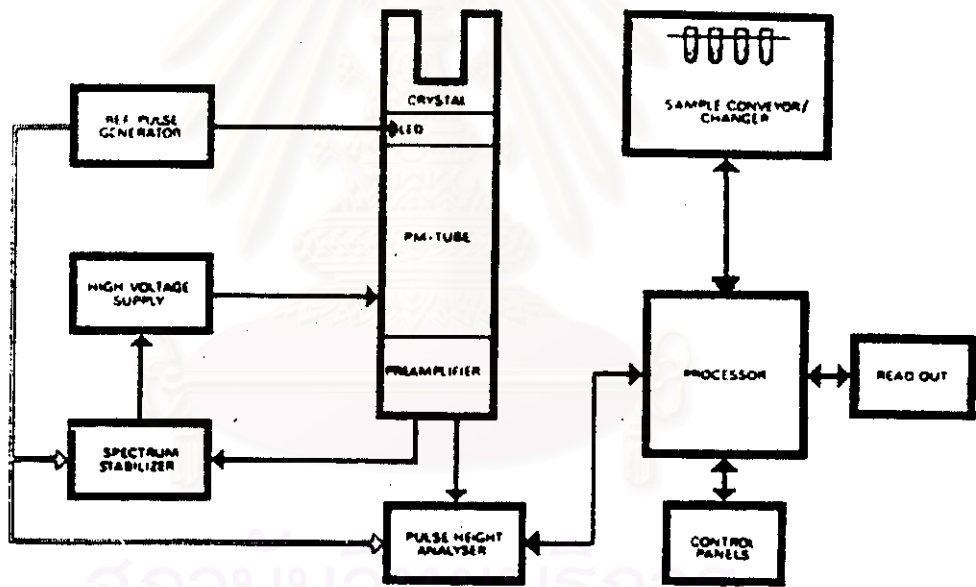 CRYSTAL
LED
REF PULSE
GENERATOR
SAMPLE CONVEYOR/
CHANGER
PM-TUBE
HIGH VOLTAGE
SUPPLY
PREAMPLIFIER
PROCESSOR
READ OUT
SPECTRUM
STABILIZER
PULSE HEIGHT
ANALYSER
CONTROL
PANELS